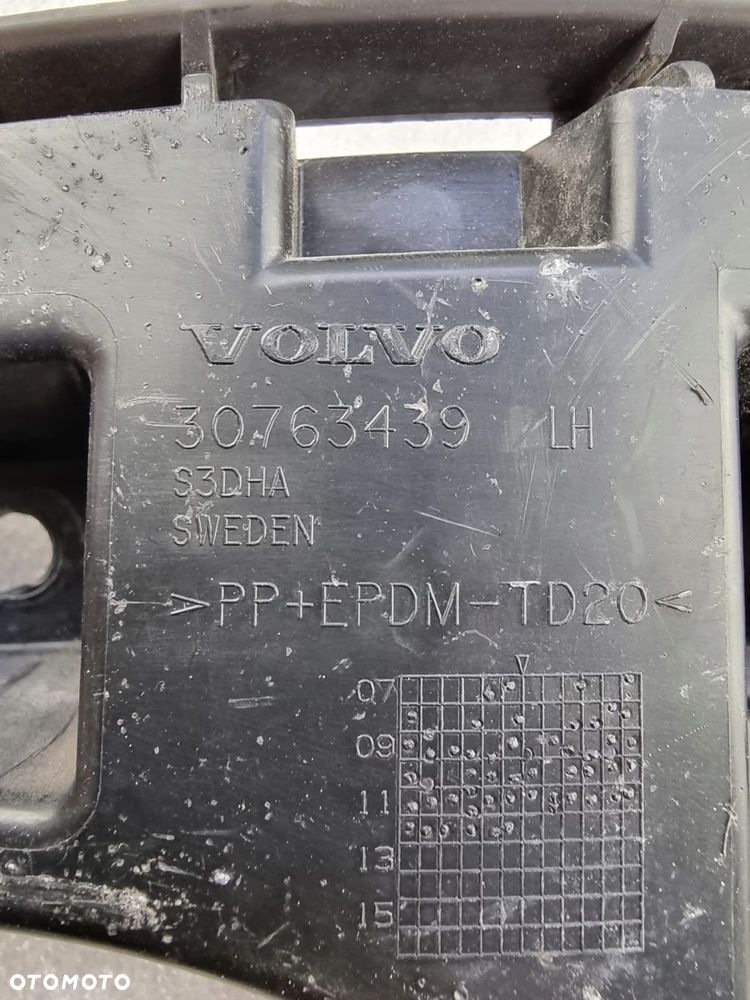 VOLVO
30763439 LH
S3DHA
SWEDEN
>PP+EPDM-TD20<
07
09
11
13
15
OTOMOTO